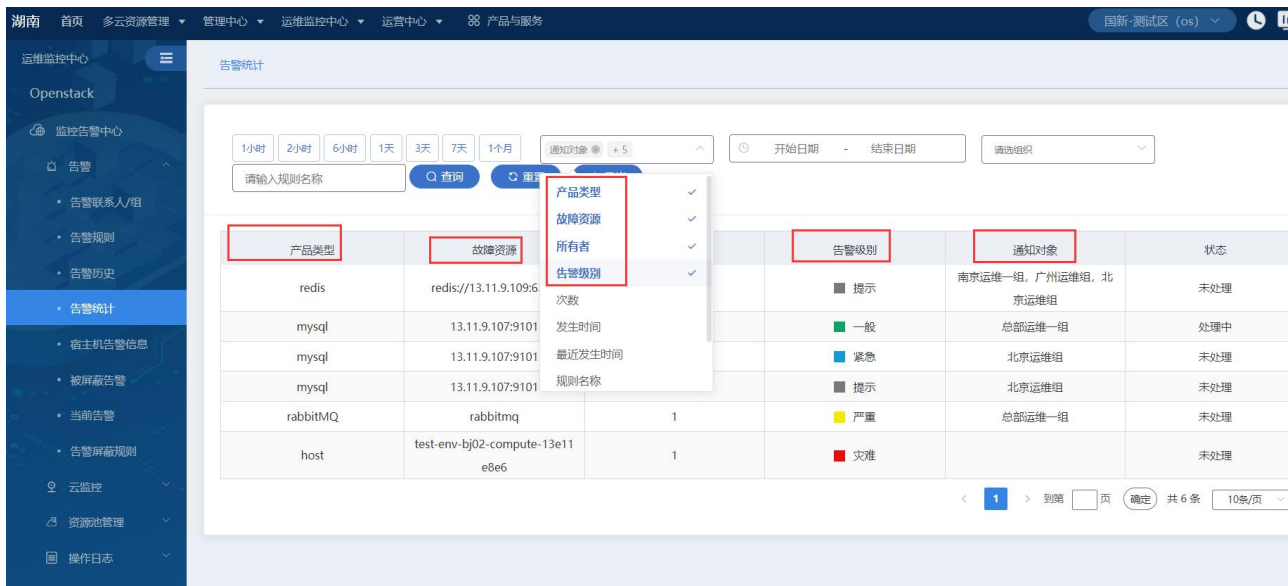 湖南 首页 多云资源管理 管理中心 运维监控中心 运营中心 产品与服务 国新-测试区 (os)
运维监控中心
告警统计
Openstack
监控告警中心
告警
告警联系人/组
告警规则
告警历史
告警统计
宿主机告警信息
被屏蔽告警
当前告警
告警屏蔽规则
云监控
资源池管理
操作日志
1小时 2小时 6小时 1天 3天 7天 1个月 通知对象 + 5 开始日期 - 结束日期 请选组织
请输入规则名称 查询
产品类型
故障资源
所有者
告警级别
次数
发生时间
最近发生时间
规则名称
产品类型 故障资源 告警级别 通知对象 状态
redis redis://13.11.9.109:6 提示 南京运维一组，广州运维组，北京运维组 未处理
mysql 13.11.9.107:9101 一般 总部运维一组 处理中
mysql 13.11.9.107:9101 紧急 北京运维组 未处理
mysql 13.11.9.107:9101 提示 北京运维组 未处理
rabbitMQ rabbitmq 1 严重 总部运维一组 未处理
host test-env-bj02-compute-13e11e8e6 1 灾难 未处理
1 到第 页 确定 共 6 条 10条/页